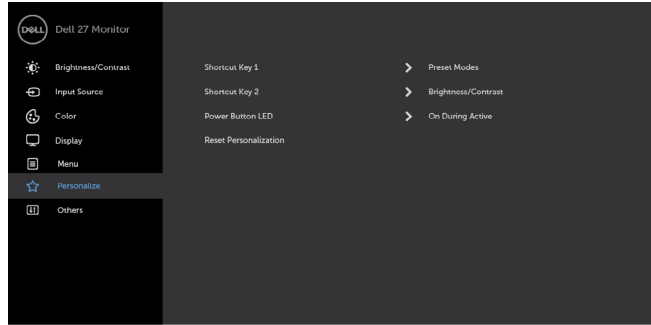 DELL Dell 27 Monitor
Brightness/Contrast
Input Source
Color
Display
Menu
Personalize
Others
Shortcut Key 1 Preset Modes
Shortcut Key 2 Brightness/Contrast
Power Button LED On During Active
Reset Personalization